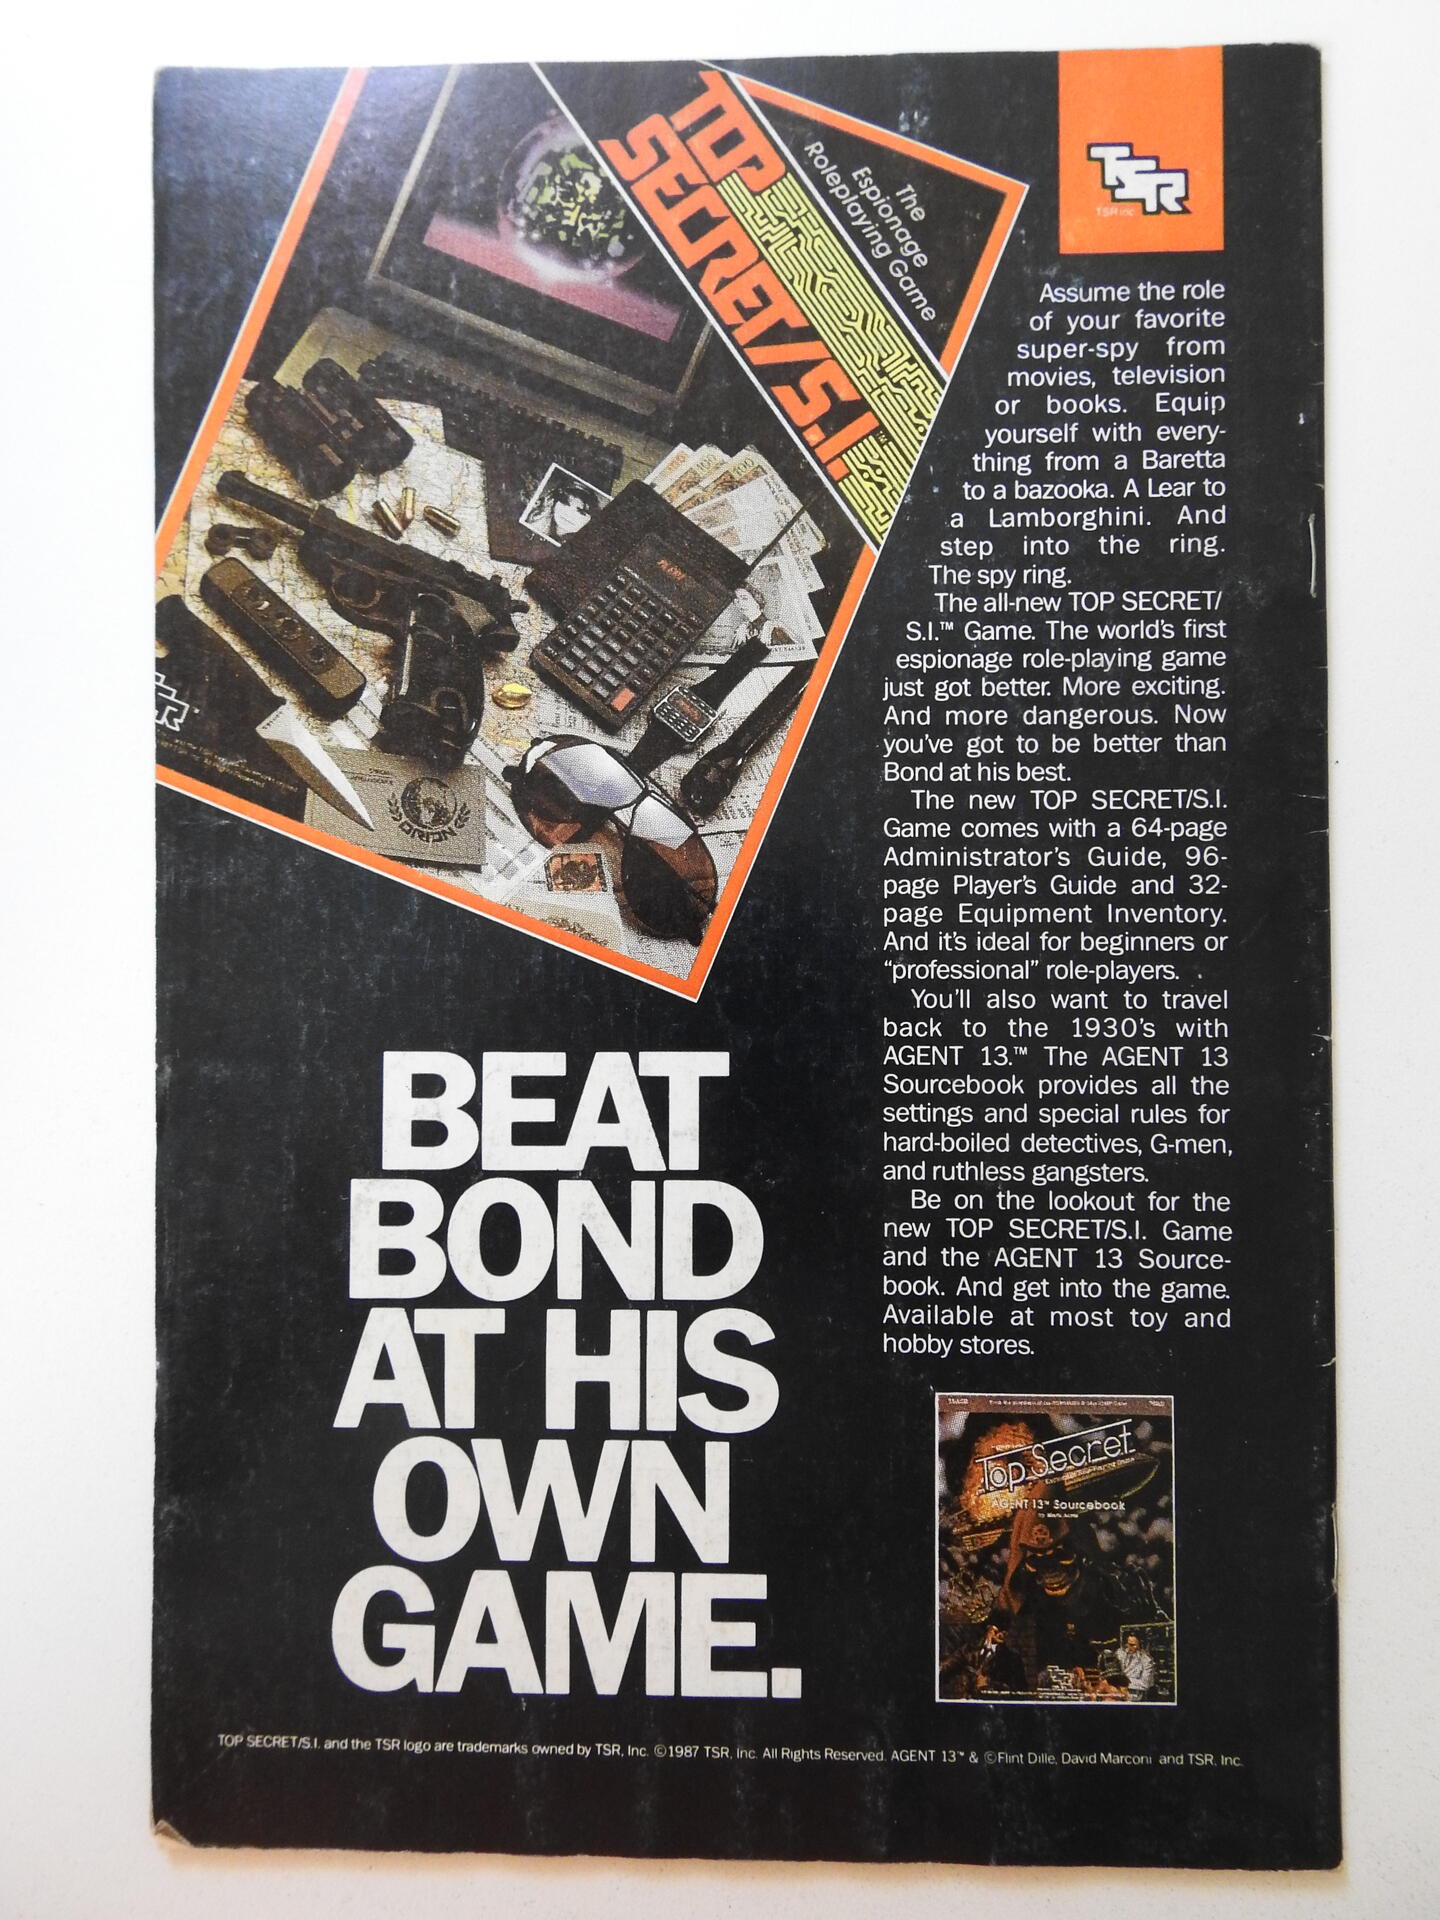 TOP
SECRET/S.I.™
The
Espionage
Roleplaying Game
TSR
TSR Inc.
Assume the role
of your favorite
super-spy from
movies, television
or books. Equip
yourself with every-
thing from a Baretta
to a bazooka. A Lear to
a Lamborghini. And
step into the ring.
The spy ring.
The all-new TOP SECRET/
S.I.™ Game. The world's first
espionage role-playing game
just got better. More exciting.
And more dangerous. Now
you've got to be better than
Bond at his best.
The new TOP SECRET/S.I.
Game comes with a 64-page
Administrator's Guide, 96-
page Player's Guide and 32-
page Equipment Inventory.
And it's ideal for beginners or
“professional” role-players.
You'll also want to travel
back to the 1930's with
AGENT 13.™ The AGENT 13
Sourcebook provides all the
settings and special rules for
hard-boiled detectives, G-men,
and ruthless gangsters.
Be on the lookout for the
new TOP SECRET/S.I. Game
and the AGENT 13 Source-
book. And get into the game.
Available at most toy and
hobby stores.
ORION
TSR
BEAT
BOND
AT HIS
OWN
GAME.
Top Secret
AGENT 13™ Sourcebook
TOP SECRET/S.I. and the TSR logo are trademarks owned by TSR, Inc. ©1987 TSR, Inc. All Rights Reserved. AGENT 13™ & ©Flint Dille, David Marconi and TSR, Inc.